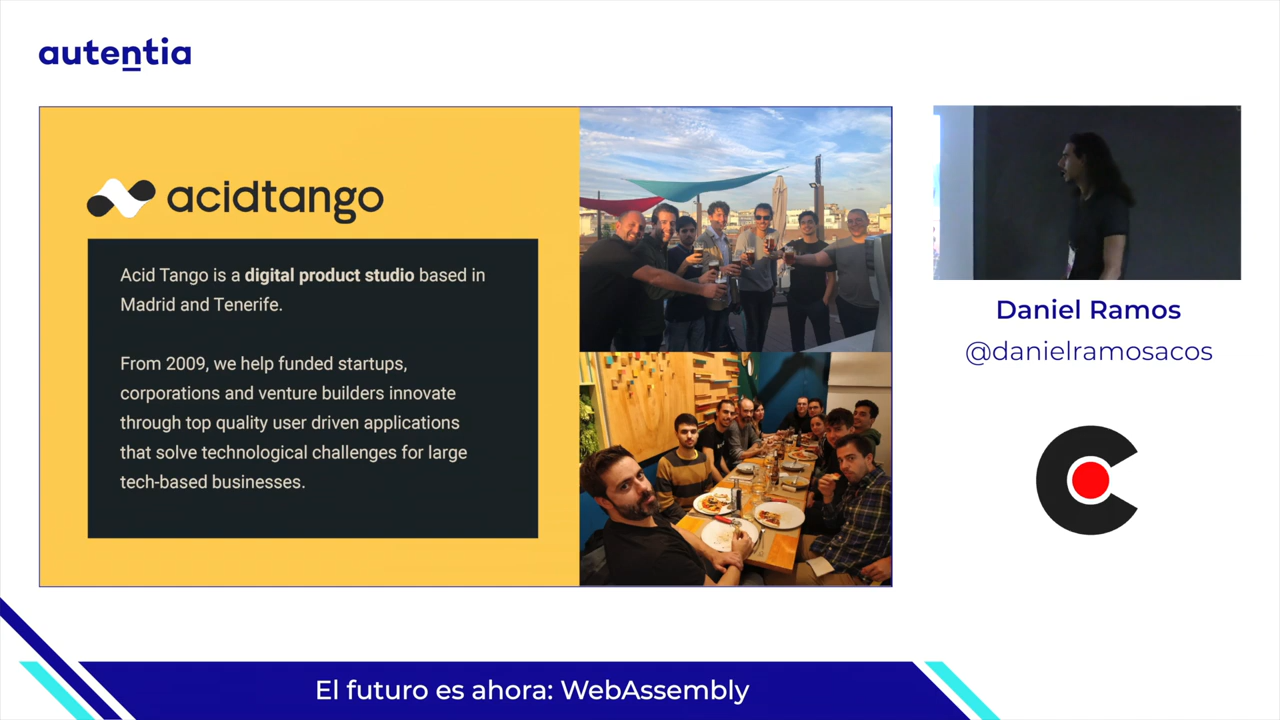 autentia
acidtango
Acid Tango is a digital product studio based in
Madrid and Tenerife.
From 2009, we help funded startups,
corporations and venture builders innovate
through top quality user driven applications
that solve technological challenges for large
tech-based businesses.
Daniel Ramos
@danielramosacos
El futuro es ahora: WebAssembly